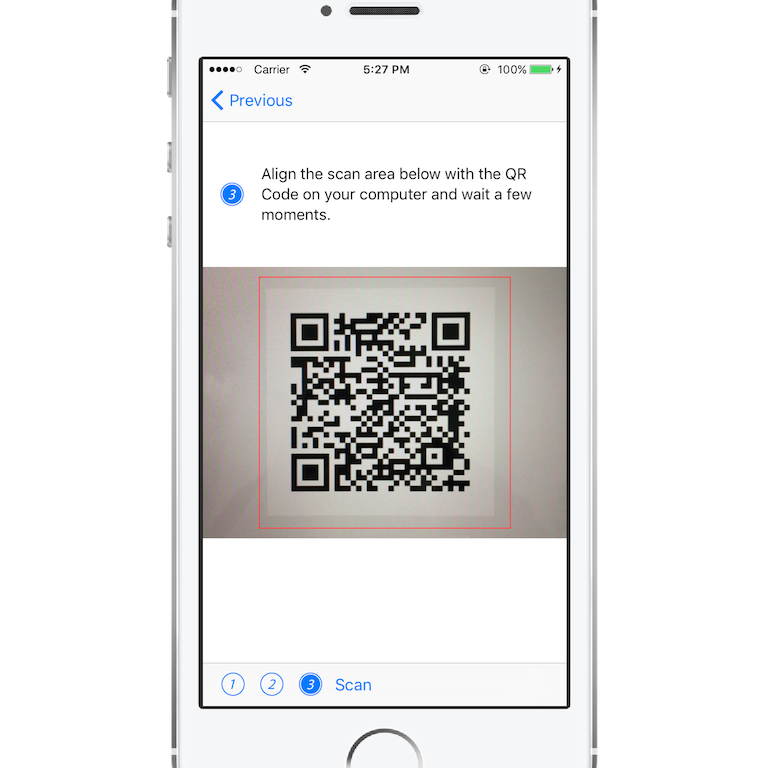 Carrier 5:27 PM 100%
Previous
3 Align the scan area below with the QR
Code on your computer and wait a few
moments.
1 2 3 Scan